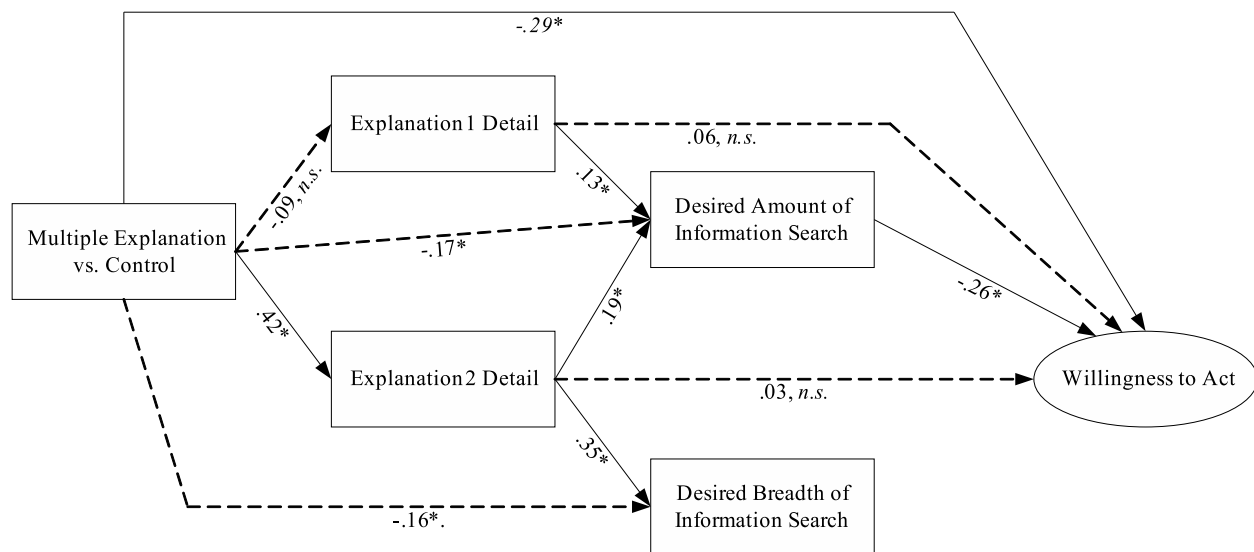 -.29*
Explanation 1 Detail
.06, n.s.
-.09, n.s.
.13*
Desired Amount of
Information Search
Multiple Explanation
vs. Control
-.17*
-.26*
.42*
.19*
Explanation 2 Detail
.03, n.s.
Willingness to Act
.35*
Desired Breadth of
Information Search
-.16*.